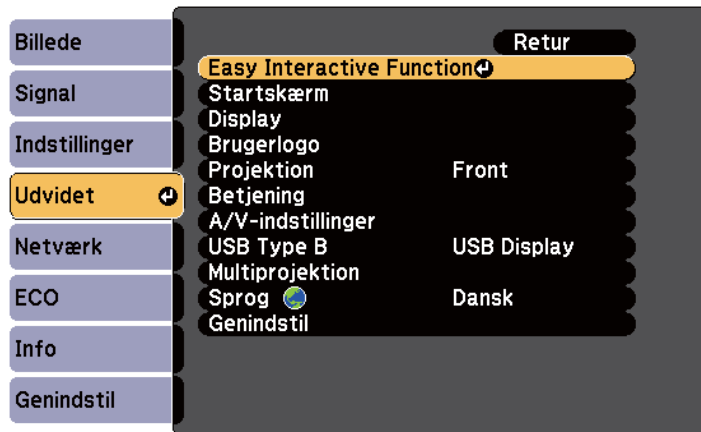 Billede
Signal
Indstillinger
Udvidet
Netværk
ECO
Info
Genindstil
Retur
Easy Interactive Function
Startskærm
Display
Brugerlogo
Projektion Front
Betjening
A/V-indstillinger
USB Type B USB Display
Multiprojektion
Sprog Dansk
Genindstil